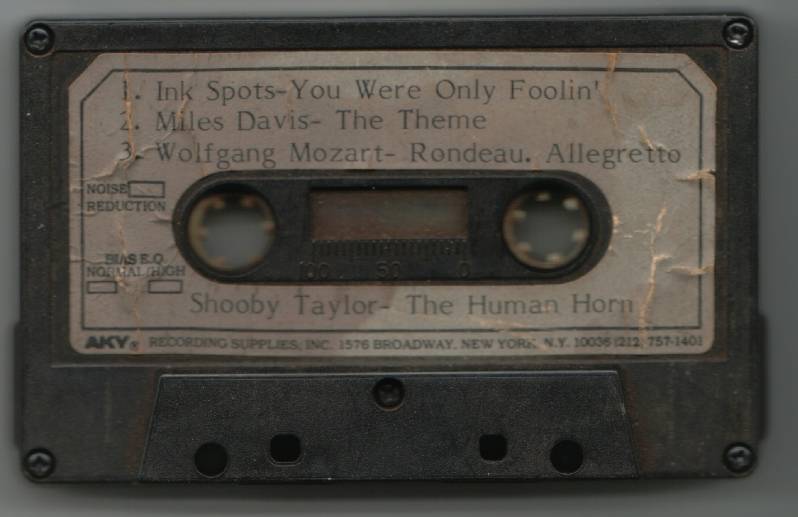 1. Ink Spots-You Were Only Foolin'
2. Miles Davis- The Theme
3. Wolfgang Mozart- Rondeau. Allegretto
NOISE
REDUCTION
BIAS E.Q.
NORMAL/HIGH
100 50 0
Shooby Taylor- The Human Horn
AKY® RECORDING SUPPLIES, INC. 1576 BROADWAY, NEW YORK, N.Y. 10036 (212) 757-1401